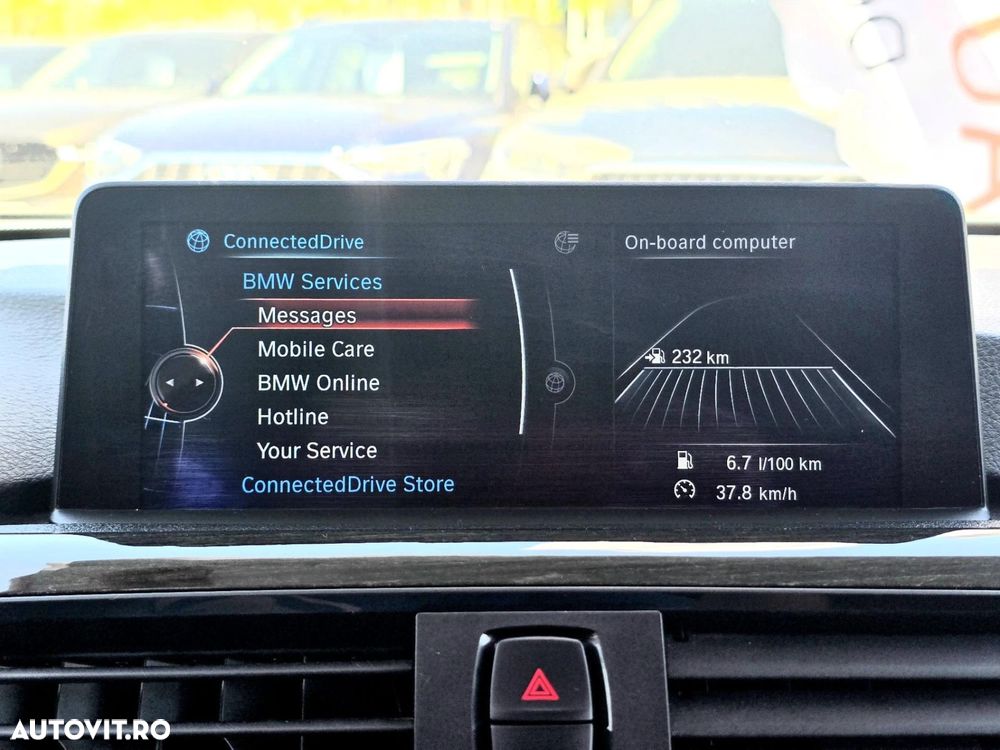 ConnectedDrive
BMW Services
Messages
Mobile Care
BMW Online
Hotline
Your Service
ConnectedDrive Store
On-board computer
232 km
6.7 l/100 km
37.8 km/h
AUTOVIT.RO